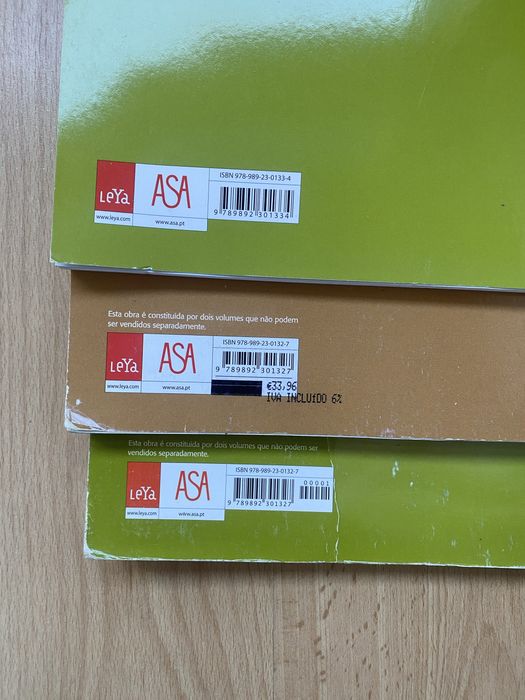 ISBN 978-989-23-0133-4
LeYa
ASA
9 789892 301334
www.leya.com
www.asa.pt
Esta obra é constituída por dois volumes que não podem
ser vendidos separadamente.
ISBN 978-989-23-0132-7
LeYa
ASA
9 789892 301327
www.leya.com
www.asa.pt
€33,96
IVA INCLUÍDO 6%
Esta obra é constituída por dois volumes que não podem ser
vendidos separadamente.
ISBN 978-989-23-0132-7
00001
LeYa
ASA
9 789892 301327
www.leya.com
www.asa.pt